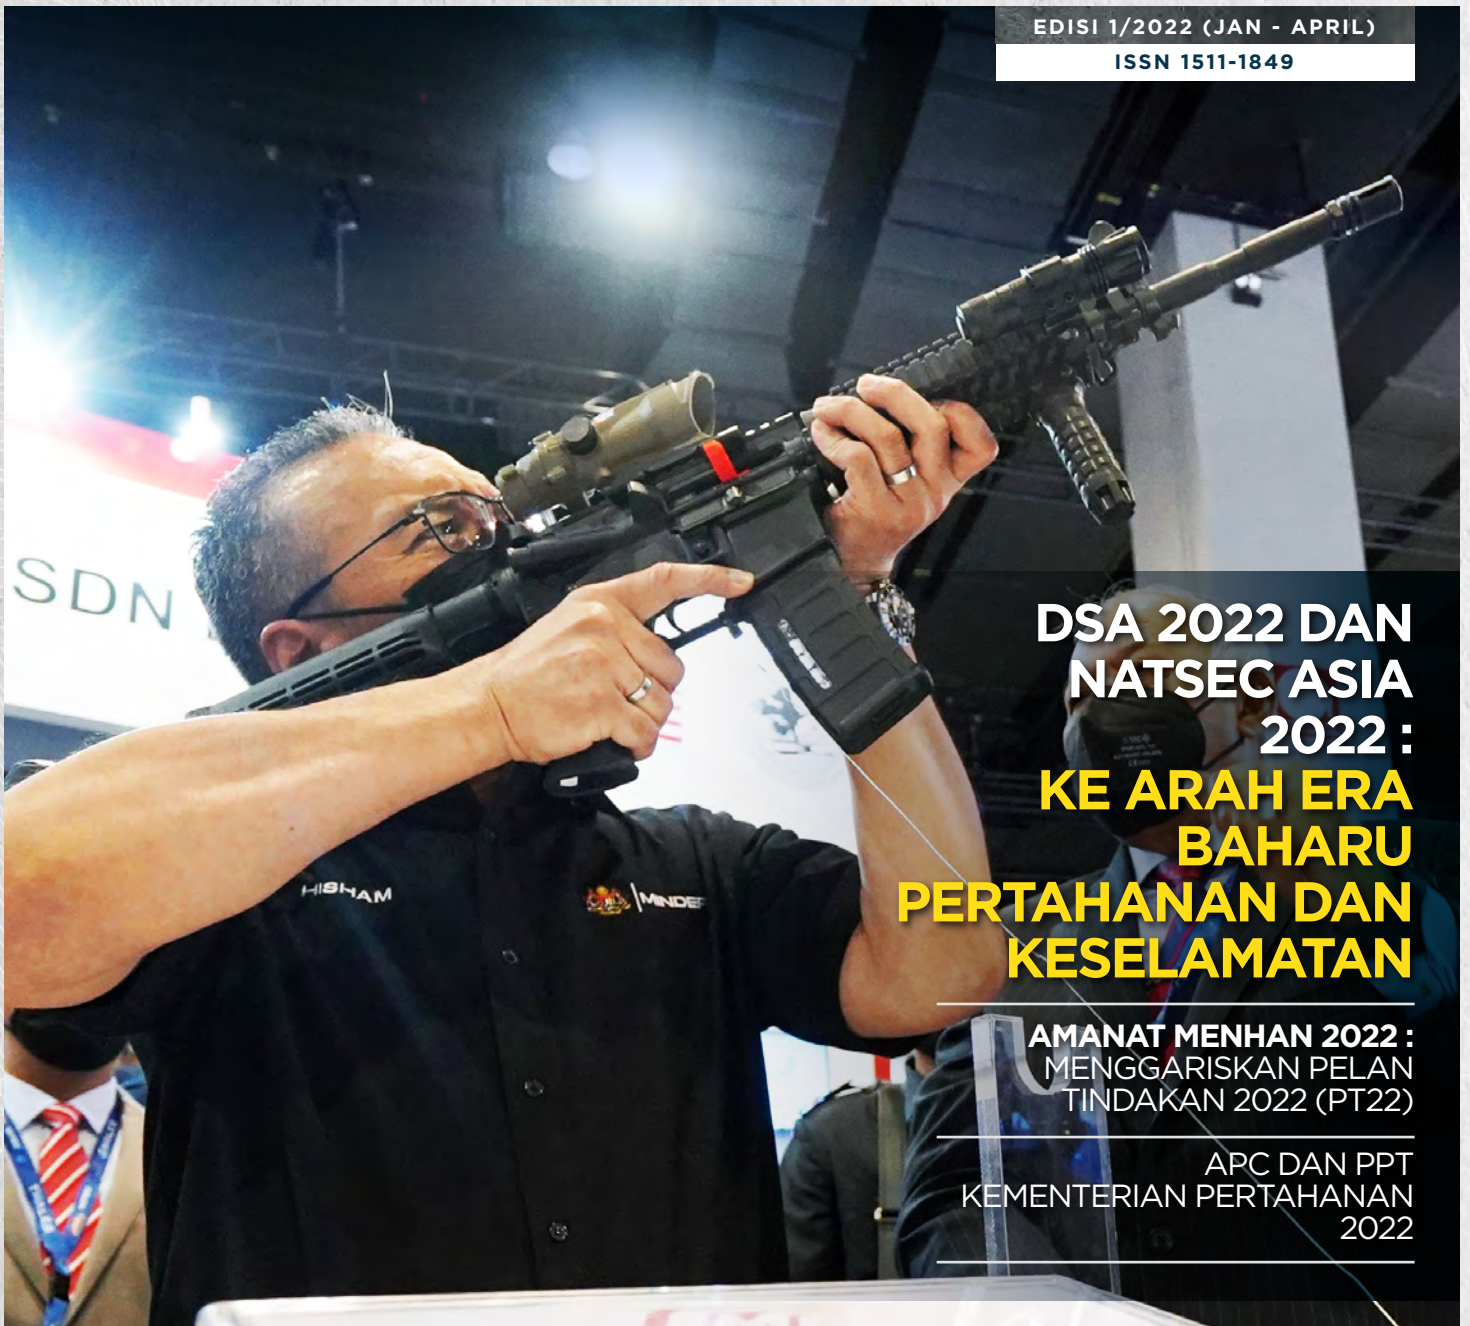 EDISI 1/2022 (JAN - APRIL)
ISSN 1511-1849
SDN
HISHAM
MINDEF
DSA 2022 DAN
NATSEC ASIA
2022 :
KE ARAH ERA
BAHARU
PERTAHANAN DAN
KESELAMATAN
AMANAT MENHAN 2022 :
MENGGARISKAN PELAN
TINDAKAN 2022 (PT22)
APC DAN PPT
KEMENTERIAN PERTAHANAN
2022